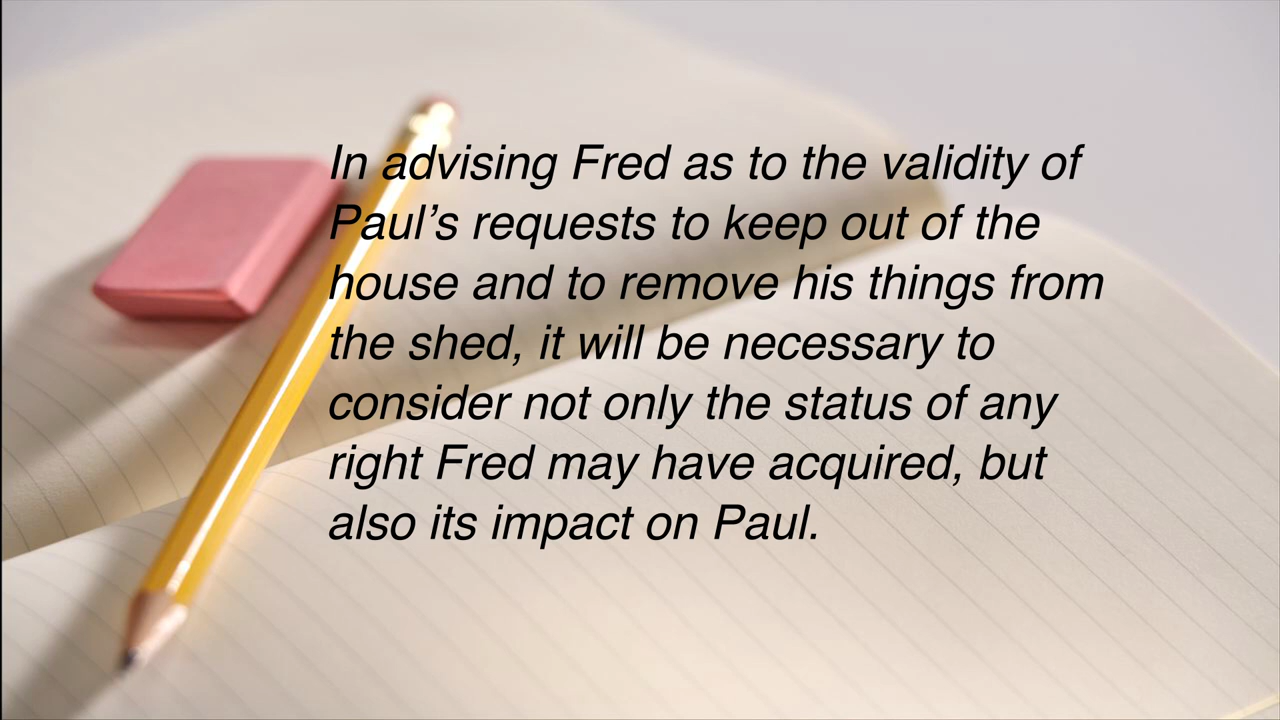 In advising Fred as to the validity of
Paul’s requests to keep out of the
house and to remove his things from
the shed, it will be necessary to
consider not only the status of any
right Fred may have acquired, but
also its impact on Paul.